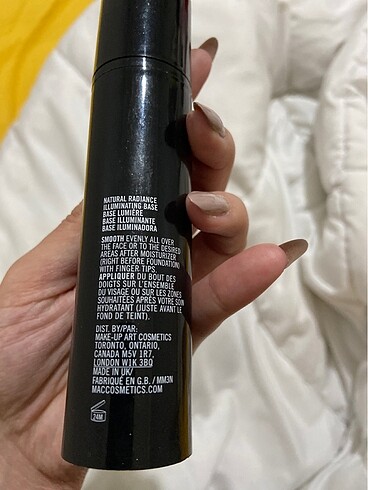 NATURAL RADIANCE
ILLUMINATING BASE
BASE LUMIÈRE
BASE ILLUMINANTE
BASE ILUMINADORA
SMOOTH EVENLY ALL OVER
THE FACE OR TO THE DESIRED
AREAS AFTER MOISTURIZER
(RIGHT BEFORE FOUNDATION)
WITH FINGER TIPS.
APPLIQUER DU BOUT DES
DOIGTS SUR L'ENSEMBLE
DU VISAGE OU SUR LES ZONES
SOUHAITÉES APRÈS VOTRE SOIN
HYDRATANT (JUSTE AVANT LE
FOND DE TEINT).
DIST. BY/PAR:
MAKE-UP ART COSMETICS
TORONTO, ONTARIO,
CANADA M5V 1R7,
LONDON W1K 3BQ
MADE IN UK/
FABRIQUÉ EN G.B. / MM3N
MACCOSMETICS.COM
24M